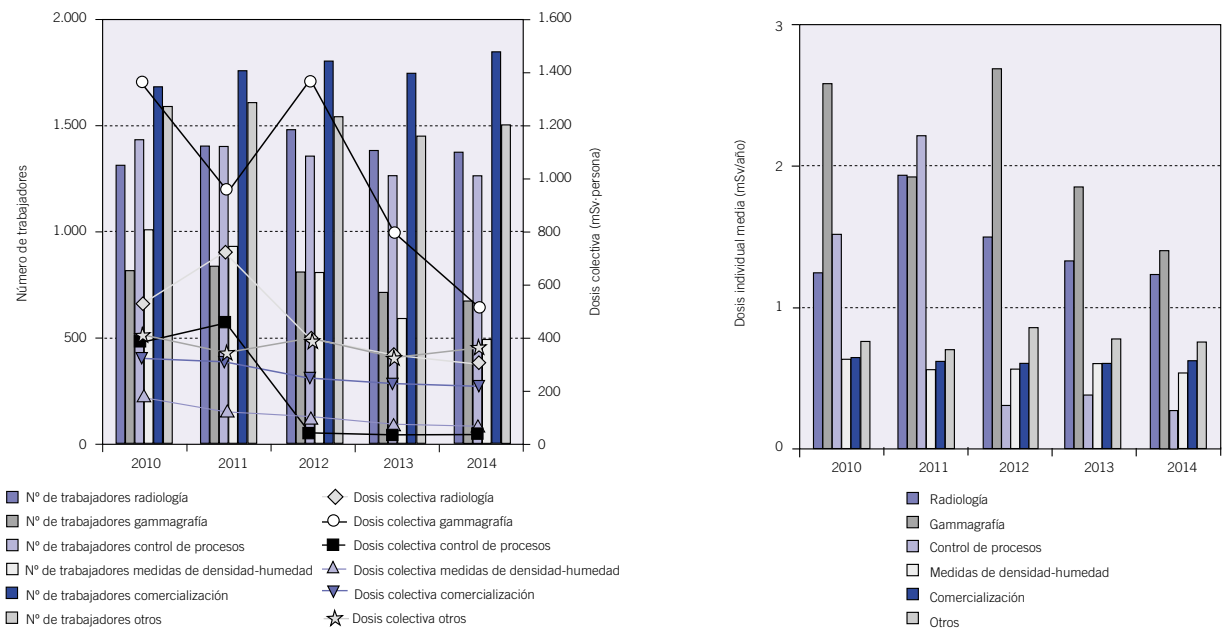 2.000
1.500
1.000
500
0
Número de trabajadores
1.600
1.400
1.200
1.000
800
600
400
200
0
Dosis colectiva (mSv·persona)
2010
2011
2012
2013
2014
Nº de trabajadores radiología
Nº de trabajadores gammagrafía
Nº de trabajadores control de procesos
Nº de trabajadores medidas de densidad-humedad
Nº de trabajadores comercialización
Nº de trabajadores otros
Dosis colectiva radiología
Dosis colectiva gammagrafía
Dosis colectiva control de procesos
Dosis colectiva medidas de densidad-humedad
Dosis colectiva comercialización
Dosis colectiva otros
3
2
1
0
Dosis individual media (mSv/año)
2010
2011
2012
2013
2014
Radiología
Gammagrafía
Control de procesos
Medidas de densidad-humedad
Comercialización
Otros